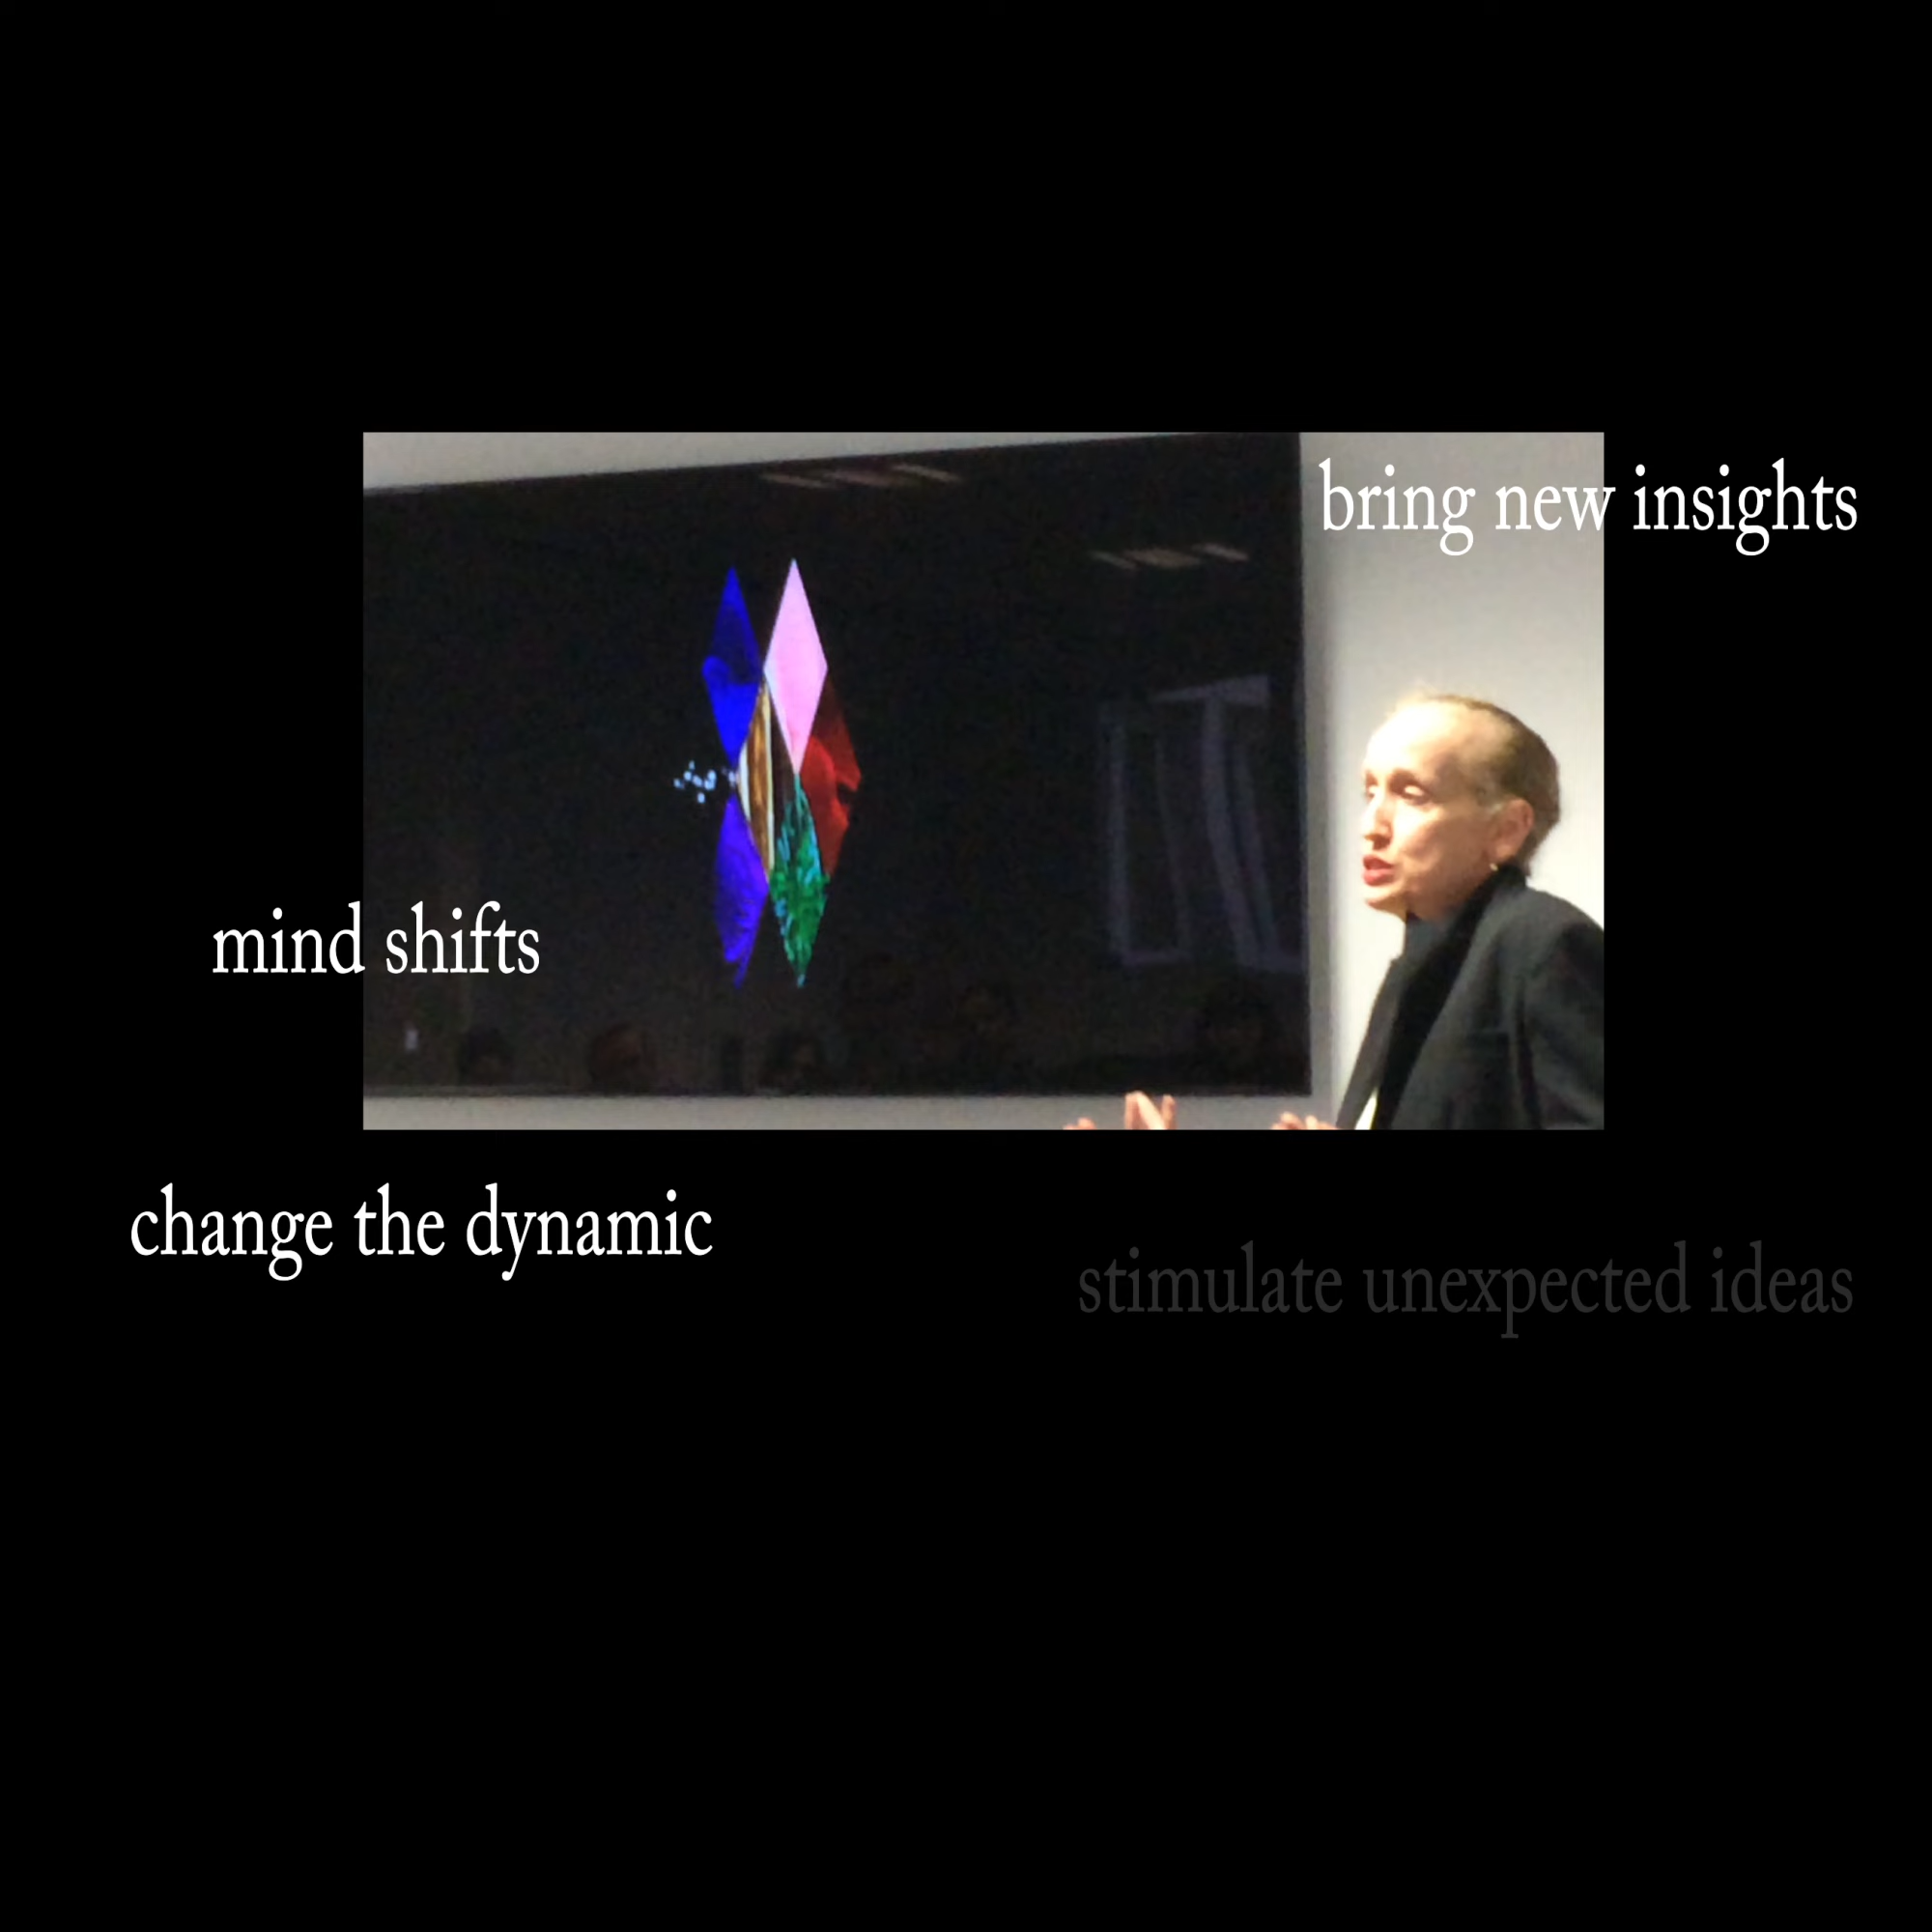 bring new insights
mind shifts
change the dynamic
stimulate unexpected ideas